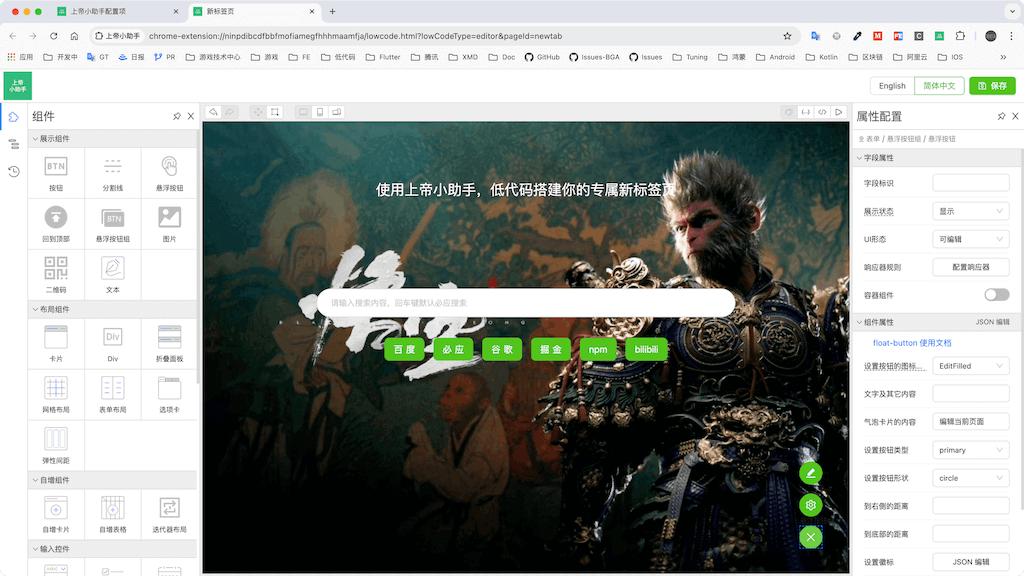 上帝小助手配置项
新标签页
上帝小助手
chrome-extension://ninpdibcdfbbfmofiamegfhhhmaamfja/lowcode.html?lowCodeType=editor&pageId=newtab
应用 开发中 GT 日报 PR 游戏技术中心 游戏 FE 低代码 Flutter 腾讯 XMD Doc GitHub Issues-BGA Issues Tuning 鸿蒙 Android Kotlin 区块链 阿里云 IOS
上帝
小助手
English 简体中文 保存
组件
展示组件
BTN
按钮 分割线 悬浮按钮
BTN
回到顶部 悬浮按钮组 图片
二维码 文本
布局组件
Div
卡片 Div 折叠面板
网格布局 表单布局 选项卡
弹性间距
自增组件
自增卡片 自增表格 迭代器布局
输入控件
使用上帝小助手，低代码搭建你的专属新标签页
请输入搜索内容，回车键默认必应搜索
百 度 必 应 谷 歌 掘 金 npm bilibili
属性配置
全 表单 / 悬浮按钮组 / 悬浮按钮
字段属性
字段标识
展示状态 显示
UI形态 可编辑
响应器规则 配置响应器
容器组件
组件属性 JSON 编辑
float-button 使用文档
设置按钮的图标... EditFilled
文字及其它内容
气泡卡片的内容 编辑当前页面
设置按钮类型 primary
设置按钮形状 circle
到右侧的距离
到底部的距离
设置徽标 JSON 编辑